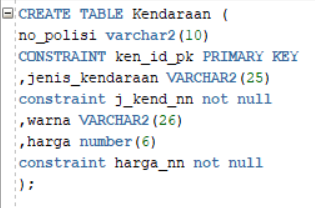 CREATE TABLE Kendaraan (
no_polisi varchar2(10)
CONSTRAINT ken_id_pk PRIMARY KEY
,jenis_kendaraan VARCHAR2(25)
constraint j_kend_nn not null
,warna VARCHAR2(26)
,harga number(6)
constraint harga_nn not null
);